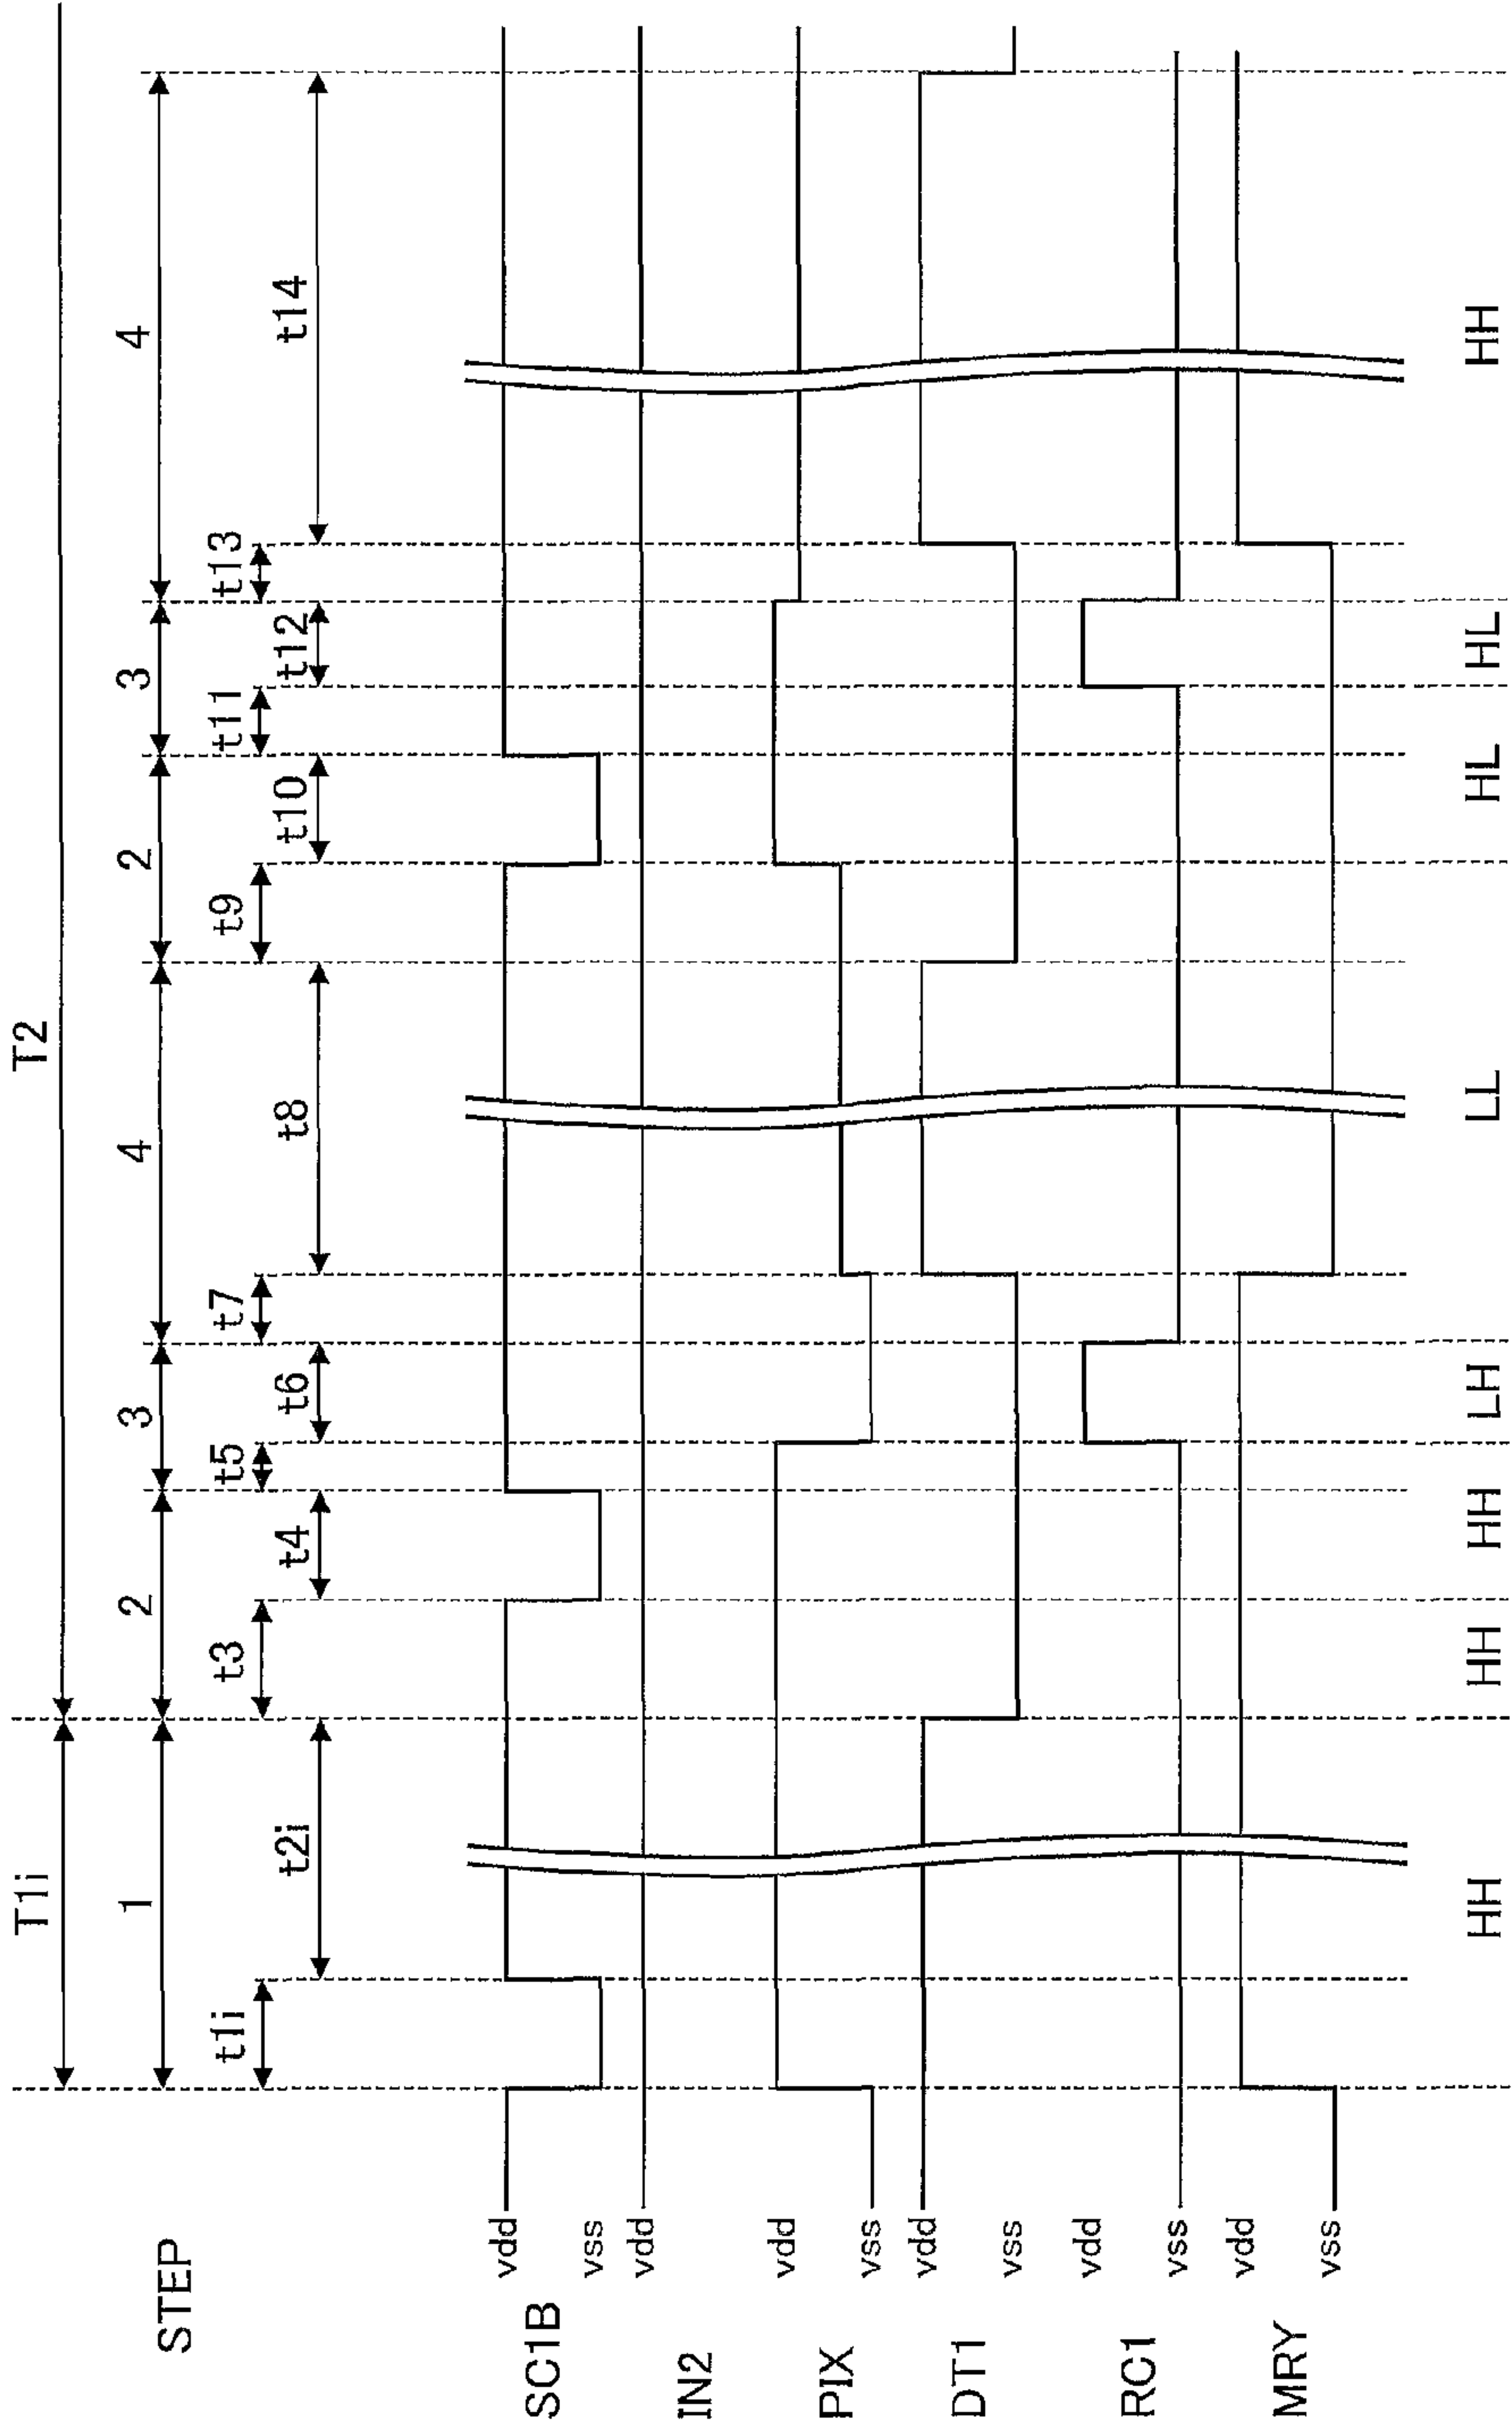 T1i T2
STEP 1 2 3 4 2 3 4
t1i t3 t5 t7 t9 t11 t13
t2i t4 t6 t8 t10 t12 t14
SC1B vdd
vss
IN2 vdd
PIX vdd
vss
DT1 vdd
vss
RC1 vdd
vss
MRY vdd
vss
HH HH HH LH LL HL HL HH